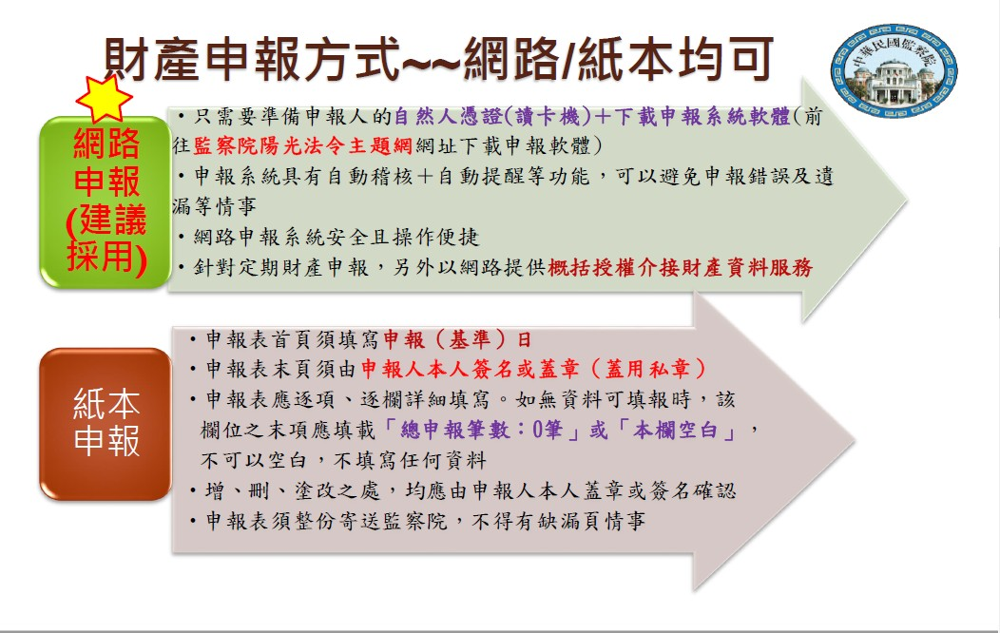 財產申報方式~~網路/紙本均可
中華民國監察院
網路
申報
(建議
採用)
・只需要準備申報人的自然人憑證(讀卡機)＋下載申報系統軟體(前
往監察院陽光法令主題網網址下載申報軟體)
・申報系統具有自動稽核＋自動提醒等功能，可以避免申報錯誤及遺
漏等情事
・網路申報系統安全且操作便捷
・針對定期財產申報，另外以網路提供概括授權介接財產資料服務
紙本
申報
・申報表首頁須填寫申報（基準）日
・申報表末頁須由申報人本人簽名或蓋章（蓋用私章）
・申報表應逐項、逐欄詳細填寫。如無資料可填報時，該
欄位之末項應填載「總申報筆數：0筆」或「本欄空白」，
不可以空白，不填寫任何資料
・增、刪、塗改之處，均應由申報人本人蓋章或簽名確認
・申報表須整份寄送監察院，不得有缺漏頁情事